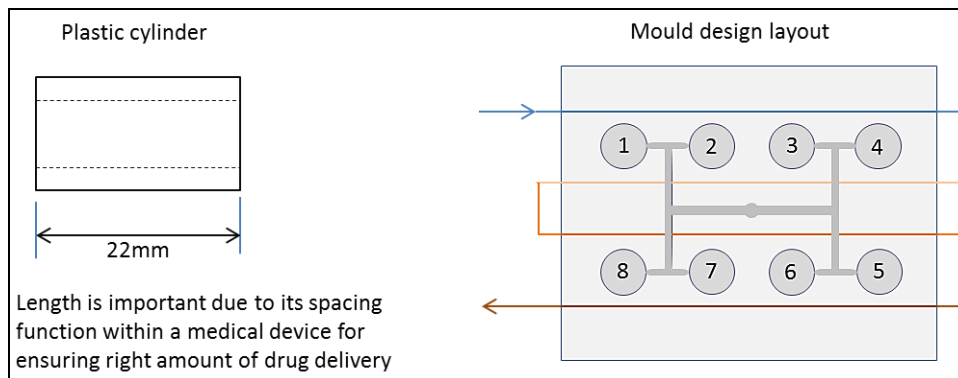 Plastic cylinder
22mm
Length is important due to its spacing
function within a medical device for
ensuring right amount of drug delivery
Mould design layout
1 2 3 4
8 7 6 5